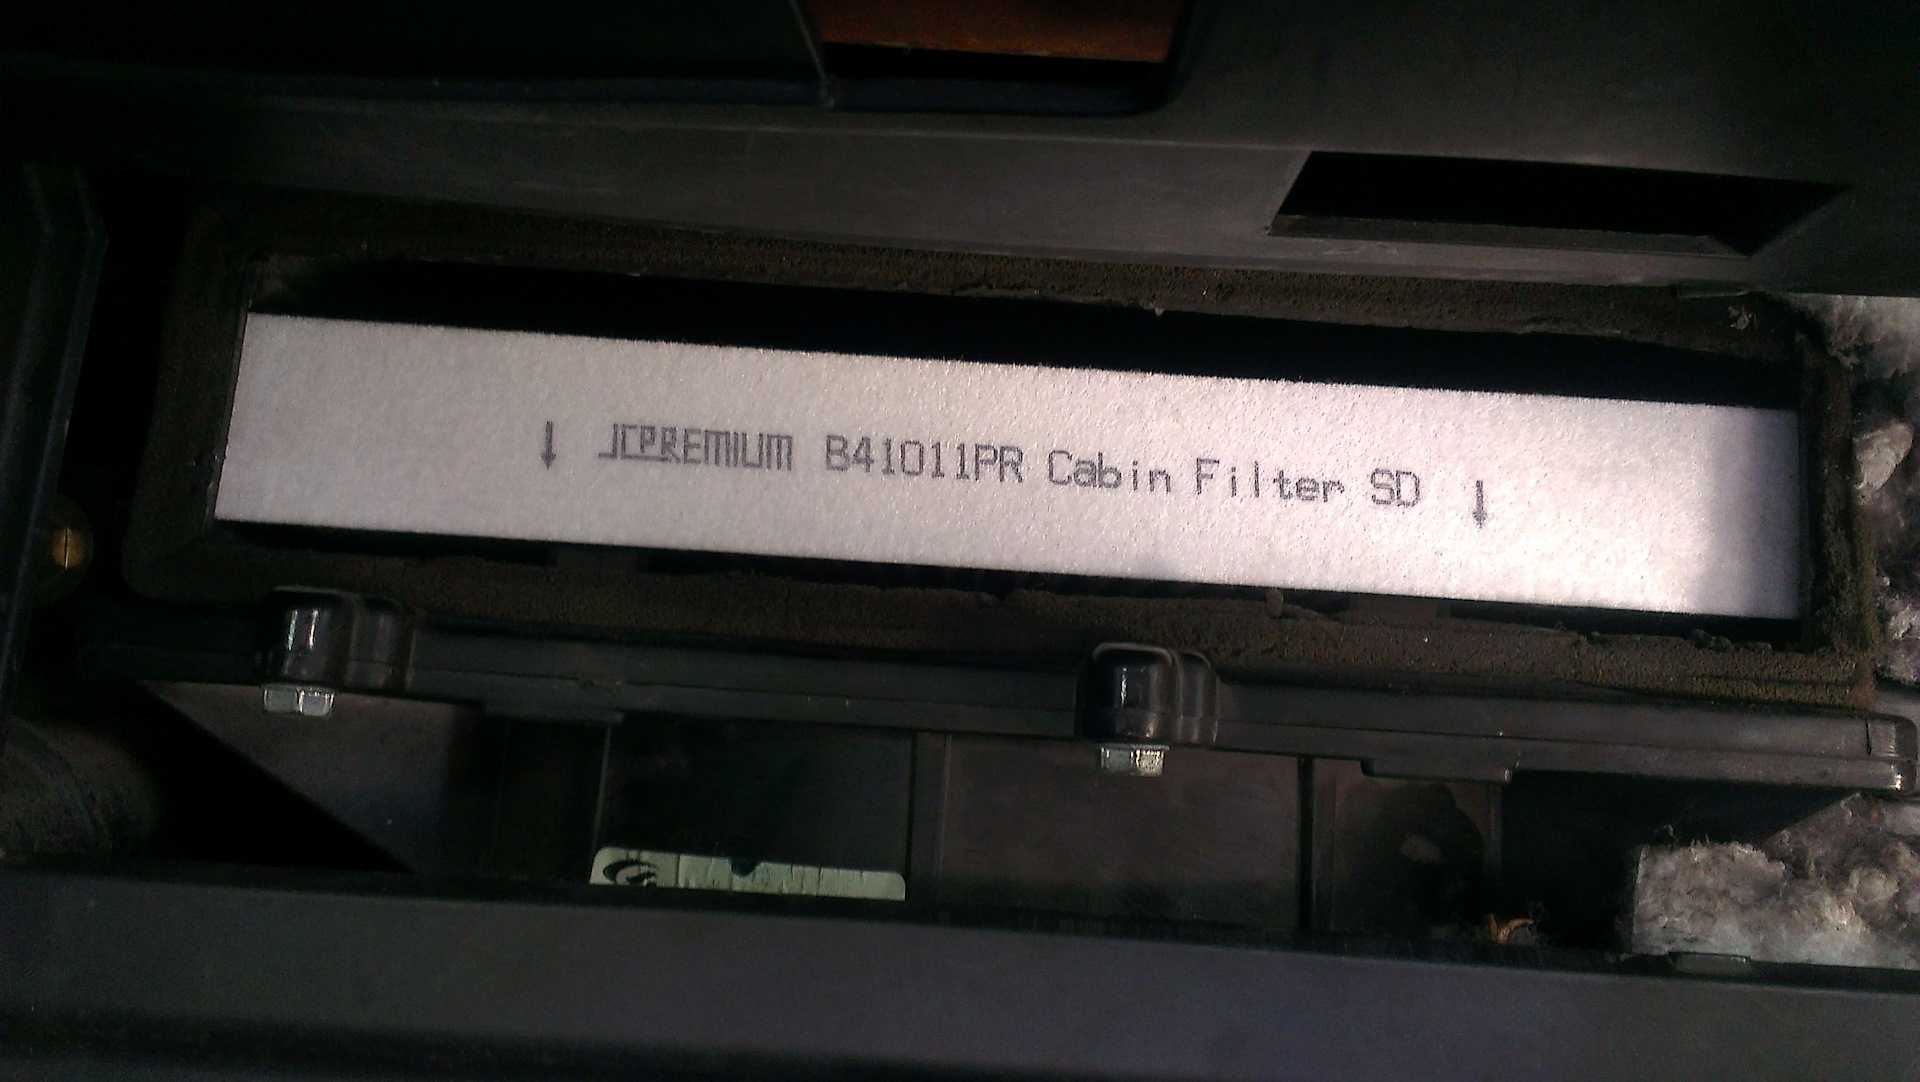 ↓ JCPREMIUM B41011PR Cabin Filter SD ↓